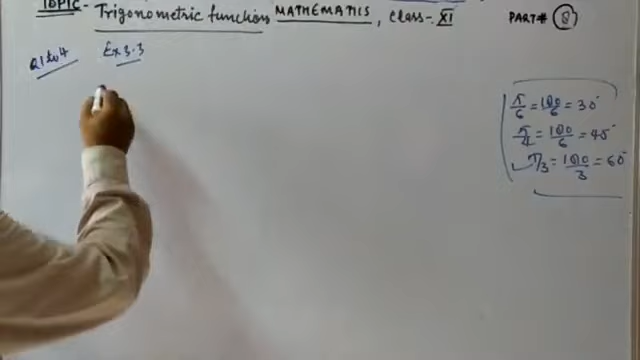 TOPIC- Trigonometric functions MATHEMATICS, Class-XI PART# 8
Q1 to 4 Ex 3.3
π/6 = 180/6 = 30°
π/4 = 180/6 = 45°
π/3 = 180/3 = 60°